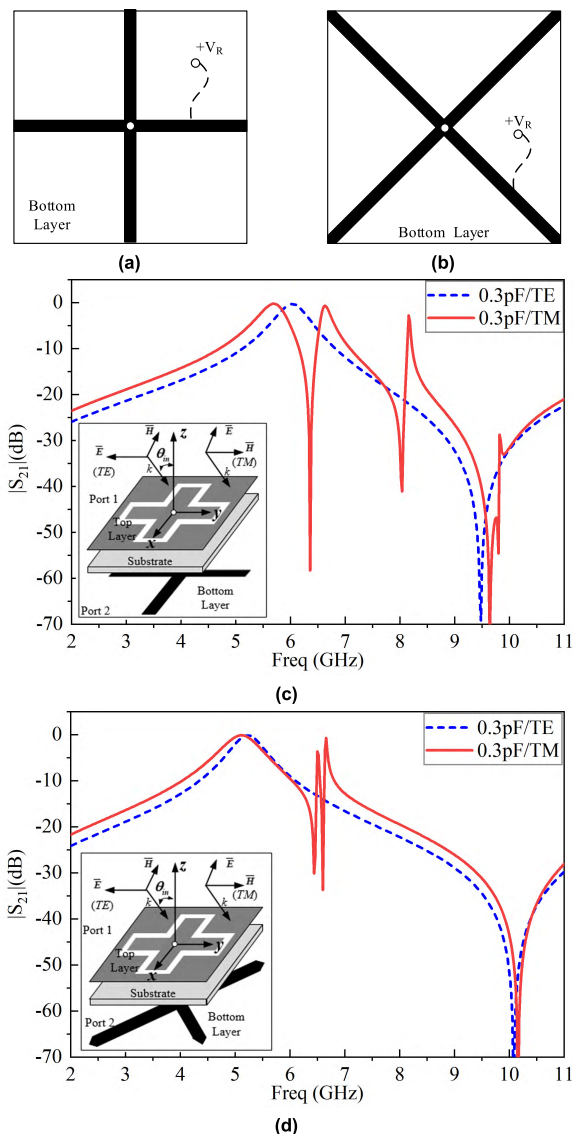 +V_R
Bottom
Layer
(a)
+V_R
Bottom Layer
(b)
|S_21|(dB)
0
-10
-20
-30
-40
-50
-60
-70
0.3pF/TE
0.3pF/TM
E̅
H̅
(TE)
k
θ_in
z
E̅
H̅
(TM)
k
Port 1
Top
Layer
x
y
Substrate
Bottom
Layer
Port 2
2 3 4 5 6 7 8 9 10 11
Freq (GHz)
(c)
|S_21|(dB)
0
-10
-20
-30
-40
-50
-60
-70
0.3pF/TE
0.3pF/TM
E̅
H̅
(TE)
k
θ_in
z
E̅
H̅
(TM)
k
Port 1
Top
Layer
x
y
Substrate
Port 2
Bottom
Layer
2 3 4 5 6 7 8 9 10 11
Freq (GHz)
(d)